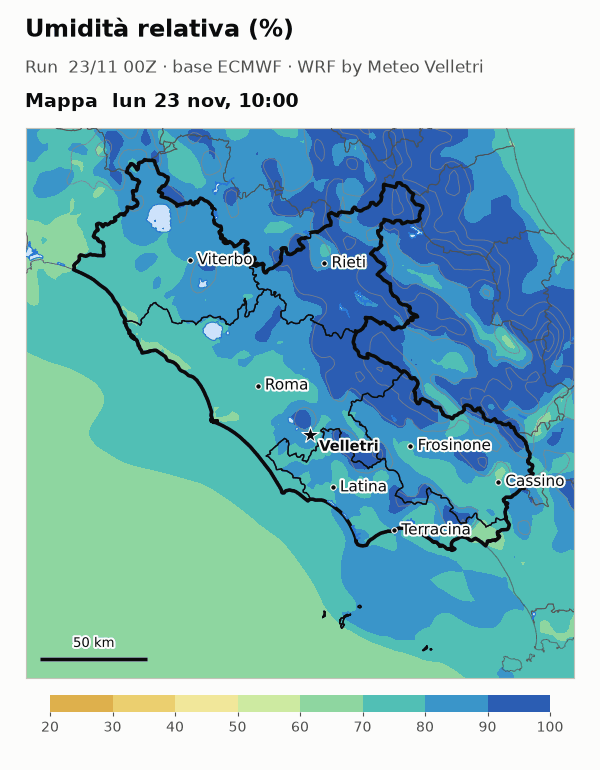 Umidità relativa (%)
Run  23/11 00Z · base ECMWF · WRF by Meteo Velletri
Mappa  lun 23 nov, 10:00
Viterbo
Rieti
Roma
Velletri
Frosinone
Cassino
Latina
Terracina
50 km
20 30 40 50 60 70 80 90 100